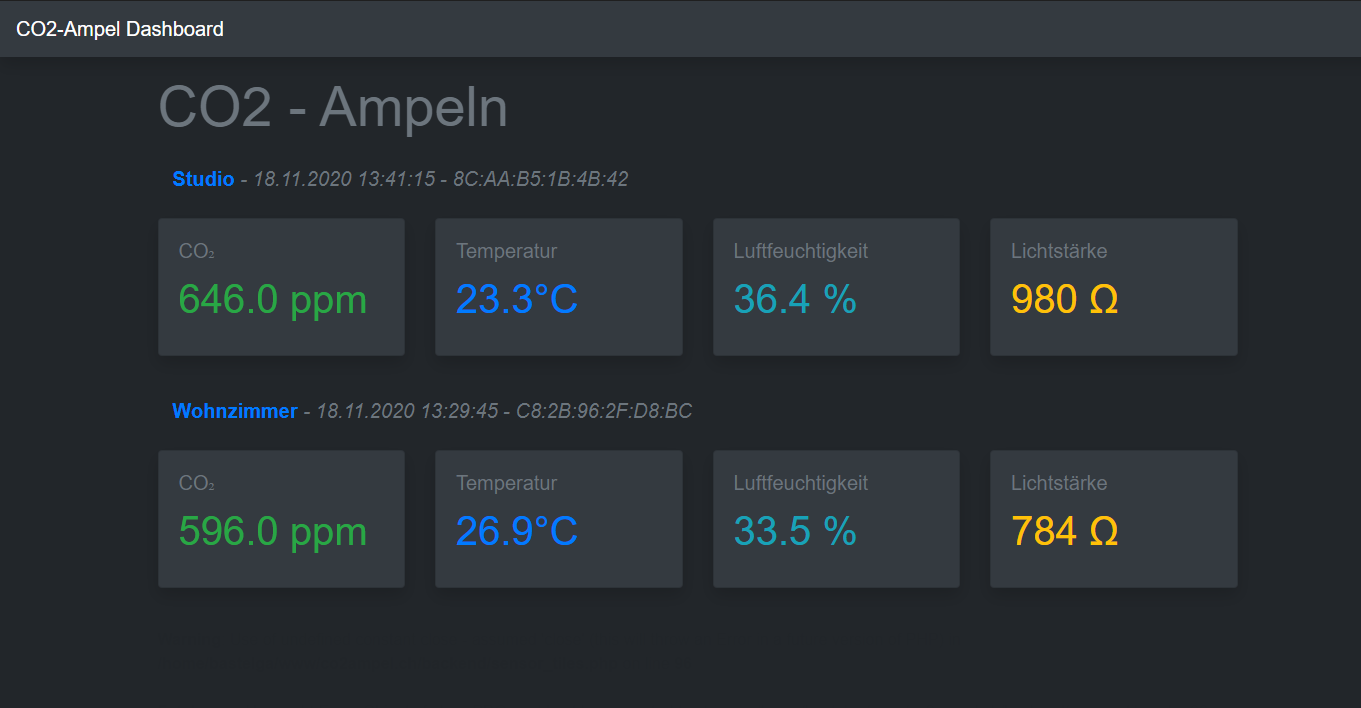 CO2-Ampel Dashboard
CO2 - Ampeln
Studio - 18.11.2020 13:41:15 - 8C:AA:B5:1B:4B:42
CO₂ Temperatur Luftfeuchtigkeit Lichtstärke
646.0 ppm 23.3°C 36.4 % 980 Ω
Wohnzimmer - 18.11.2020 13:29:45 - C8:2B:96:2F:D8:BC
CO₂ Temperatur Luftfeuchtigkeit Lichtstärke
596.0 ppm 26.9°C 33.5 % 784 Ω